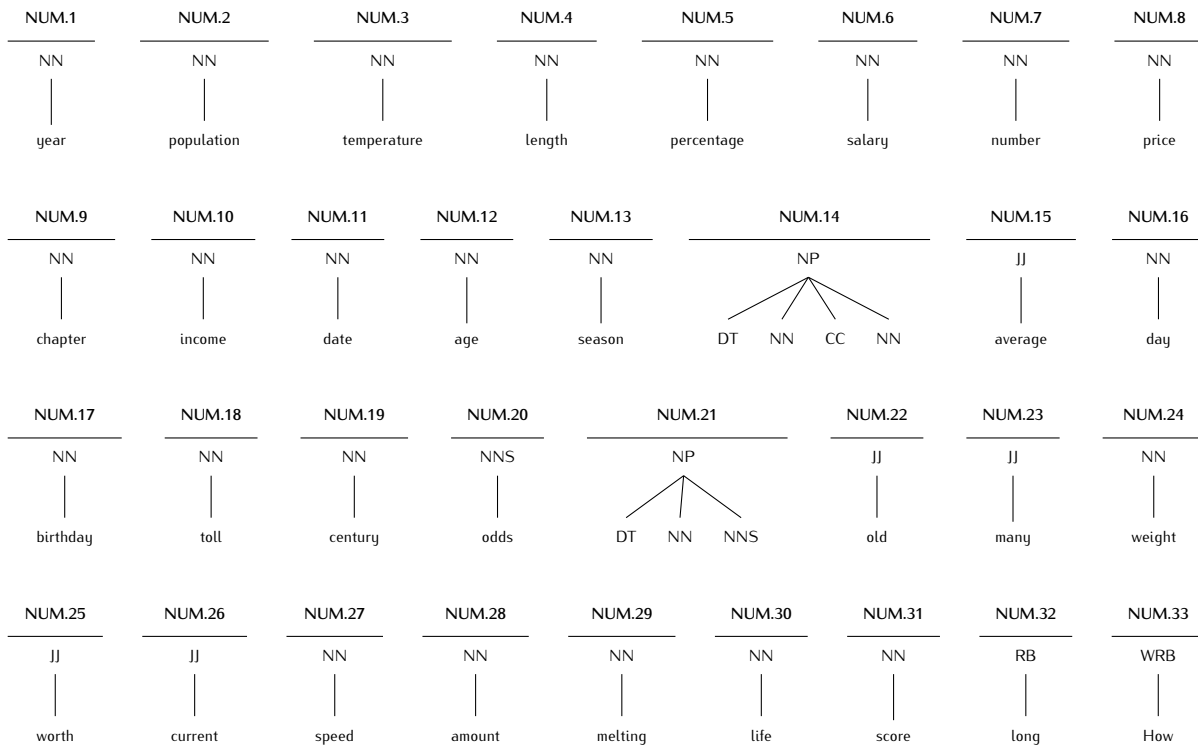 NUM.1 NUM.2 NUM.3 NUM.4 NUM.5 NUM.6 NUM.7 NUM.8
NN NN NN NN NN NN NN NN
year population temperature length percentage salary number price
NUM.9 NUM.10 NUM.11 NUM.12 NUM.13 NUM.14 NUM.15 NUM.16
NN NN NN NN NN NP JJ NN
chapter income date age season DT NN CC NN average day
NUM.17 NUM.18 NUM.19 NUM.20 NUM.21 NUM.22 NUM.23 NUM.24
NN NN NN NNS NP JJ JJ NN
birthday toll century odds DT NN NNS old many weight
NUM.25 NUM.26 NUM.27 NUM.28 NUM.29 NUM.30 NUM.31 NUM.32 NUM.33
JJ JJ NN NN NN NN NN RB WRB
worth current speed amount melting life score long How